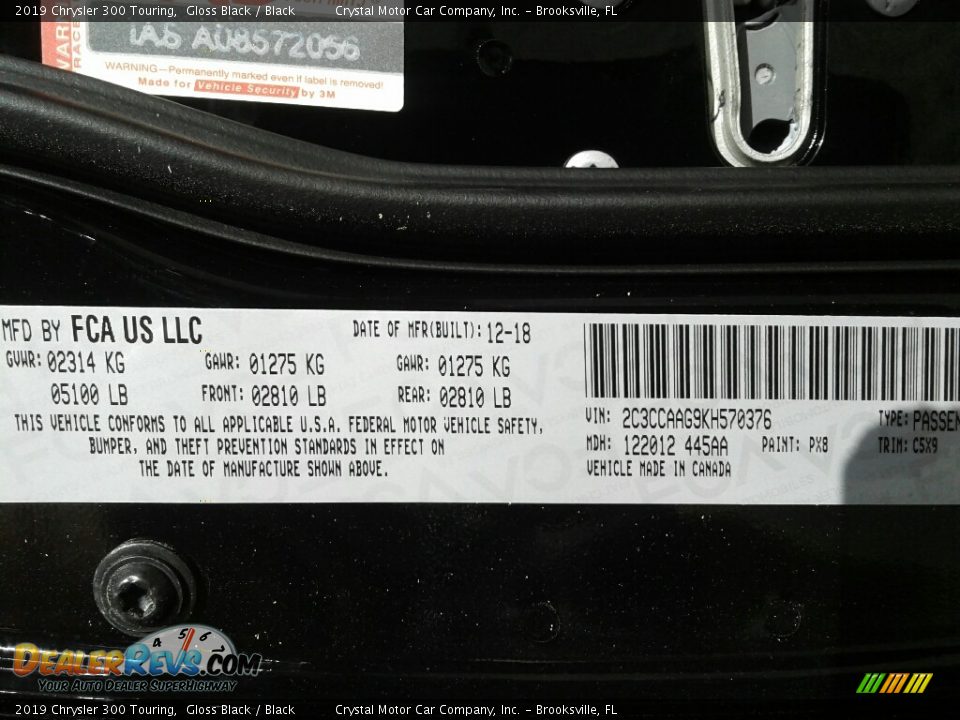 2019 Chrysler 300 Touring, Gloss Black / Black Crystal Motor Car Company, Inc. – Brooksville, FL
1A5 A08572056
WARNING—Permanently marked even if label is removed!
Made for Vehicle Security by 3M
MFD BY FCA US LLC DATE OF MFR(BUILT): 12-18
GVWR: 02314 KG GAWR: 01275 KG GAWR: 01275 KG
05100 LB FRONT: 02810 LB REAR: 02810 LB
THIS VEHICLE CONFORMS TO ALL APPLICABLE U.S.A. FEDERAL MOTOR VEHICLE SAFETY,
BUMPER, AND THEFT PREVENTION STANDARDS IN EFFECT ON
THE DATE OF MANUFACTURE SHOWN ABOVE.
VIN: 2C3CCAAG9KH570376 TYPE: PASSEN
MDH: 122012 445AA PAINT: PX8 TRIM: C5X9
VEHICLE MADE IN CANADA
4 5 6
DEALERREVS.COM
Your Auto Dealer SuperHighway
2019 Chrysler 300 Touring, Gloss Black / Black Crystal Motor Car Company, Inc. – Brooksville, FL